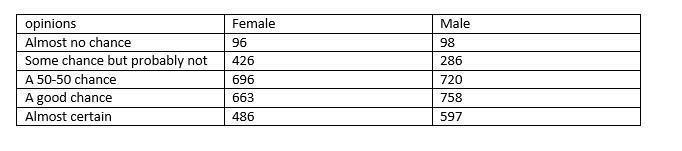 opinions Female Male
Almost no chance 96 98
Some chance but probably not 426 286
A 50-50 chance 696 720
A good chance 663 758
Almost certain 486 597